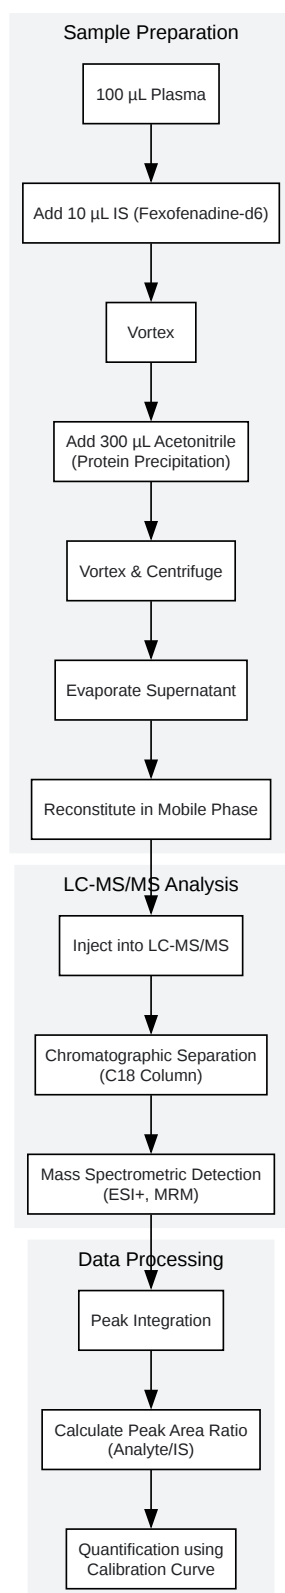 Sample Preparation
100 µL Plasma
Add 10 µL IS (Fexofenadine-d6)
Vortex
Add 300 µL Acetonitrile
(Protein Precipitation)
Vortex & Centrifuge
Evaporate Supernatant
Reconstitute in Mobile Phase
LC-MS/MS Analysis
Inject into LC-MS/MS
Chromatographic Separation
(C18 Column)
Mass Spectrometric Detection
(ESI+, MRM)
Data Processing
Peak Integration
Calculate Peak Area Ratio
(Analyte/IS)
Quantification using
Calibration Curve